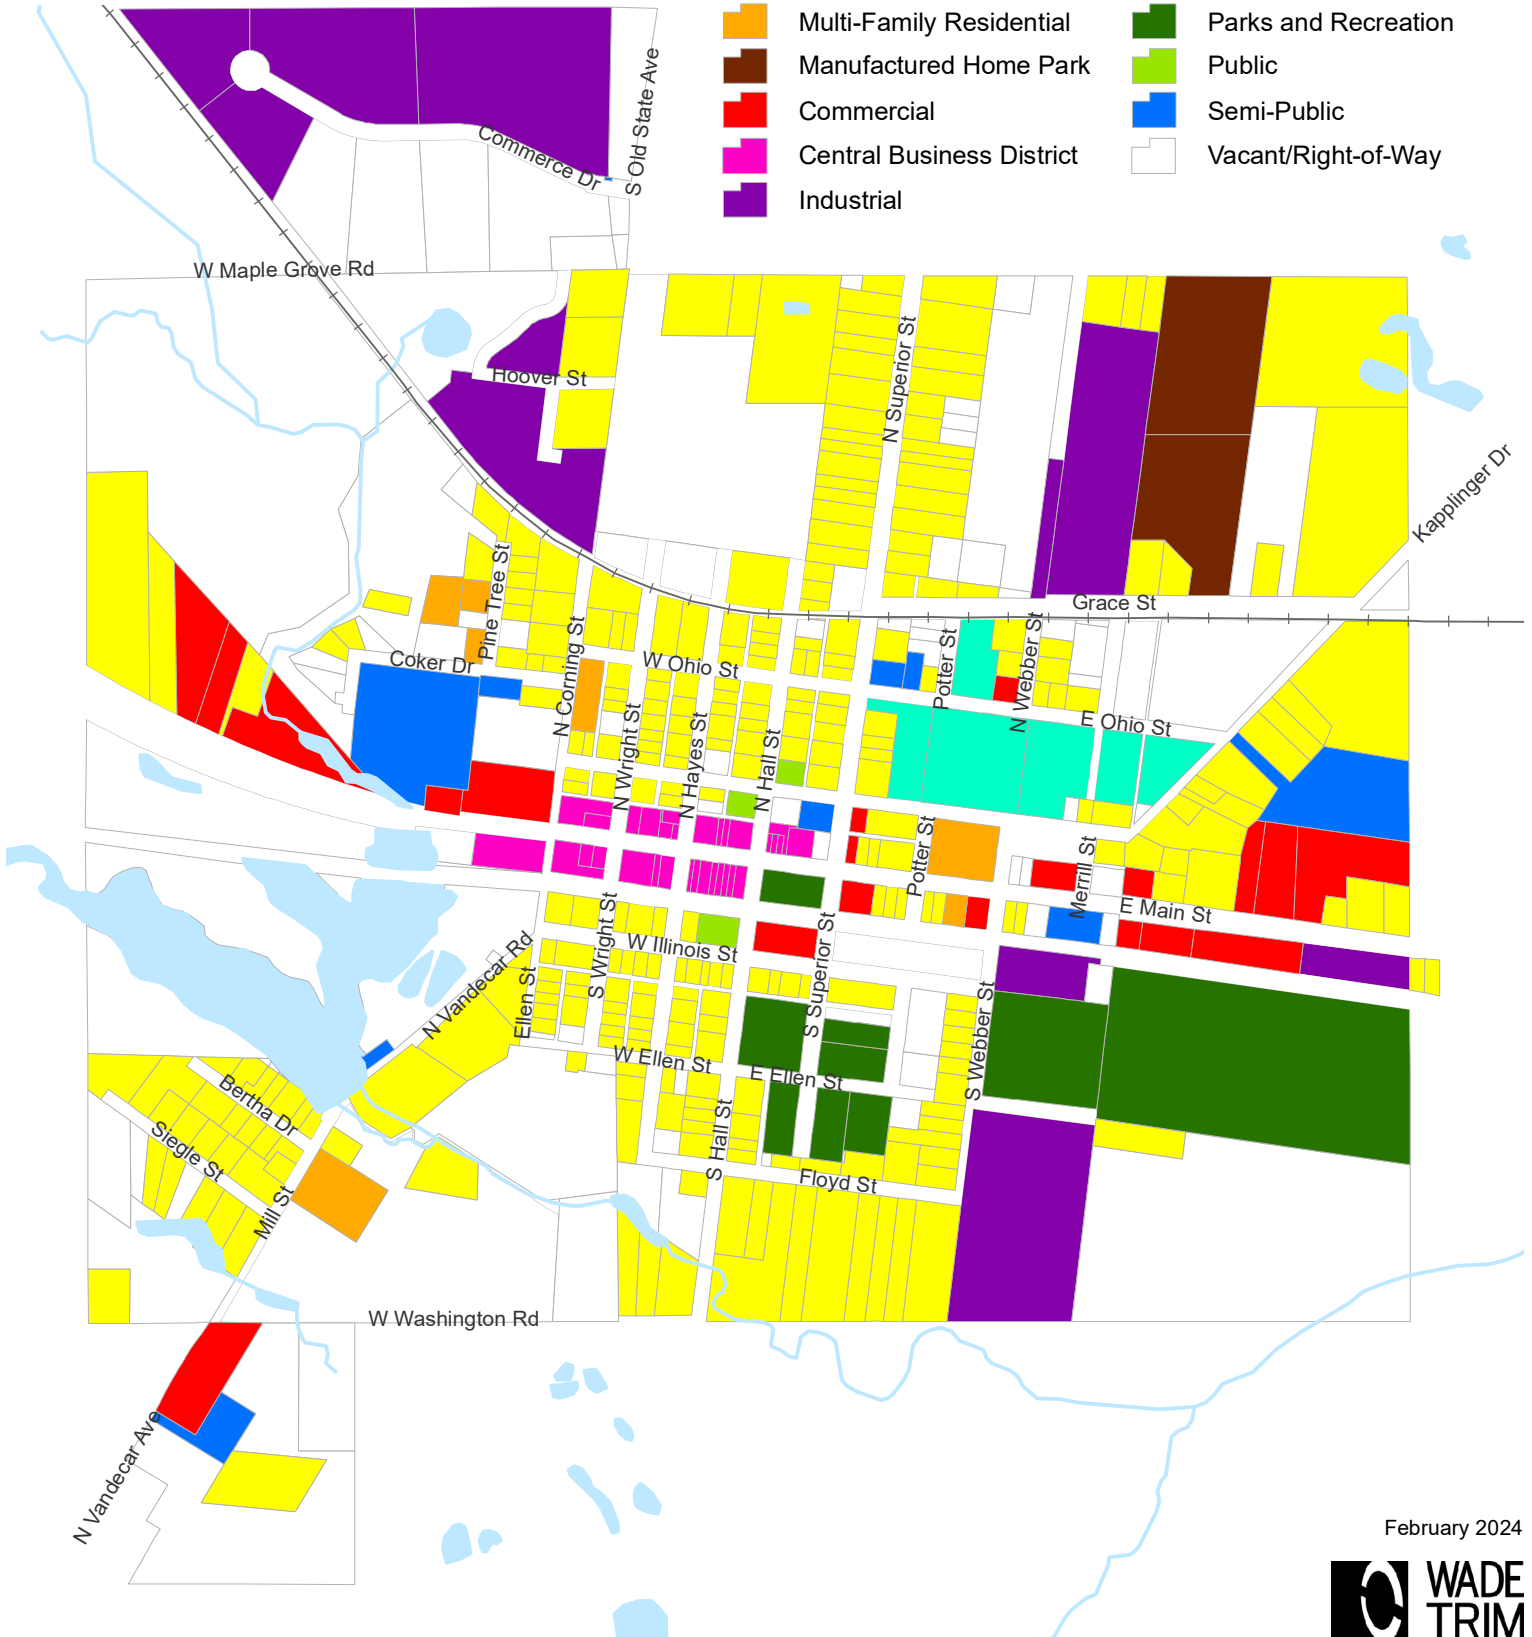 Multi-Family Residential
Parks and Recreation
Manufactured Home Park
Public
Commercial
Semi-Public
Central Business District
Vacant/Right-of-Way
Industrial
Commerce Dr
S Old State Ave
W Maple Grove Rd
N Superior St
Hoover St
Kapplinger Dr
Grace St
Pine Tree St
Coker Dr
N Corning St
W Ohio St
Potter St
N Webber St
E Ohio St
N Wright St
N Hayes St
N Hall St
Potter St
Merrill St
E Main St
S Wright St
W Illinois St
S Superior St
N Vandecar Rd
Ellen St
S Webber St
W Ellen St
E Ellen St
Bertha Dr
Siegle St
S Hall St
Floyd St
Mill St
W Washington Rd
N Vandecar Ave
February 2024
WADE
TRIM